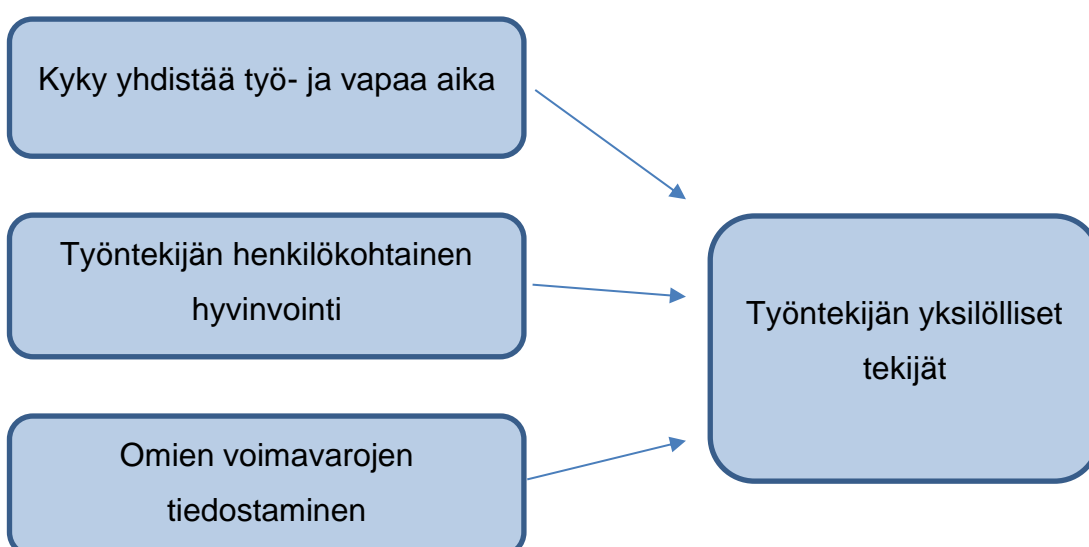 Kyky yhdistää työ- ja vapaa aika
Työntekijän henkilökohtainen
hyvinvointi
Työntekijän yksilölliset
tekijät
Omien voimavarojen
tiedostaminen